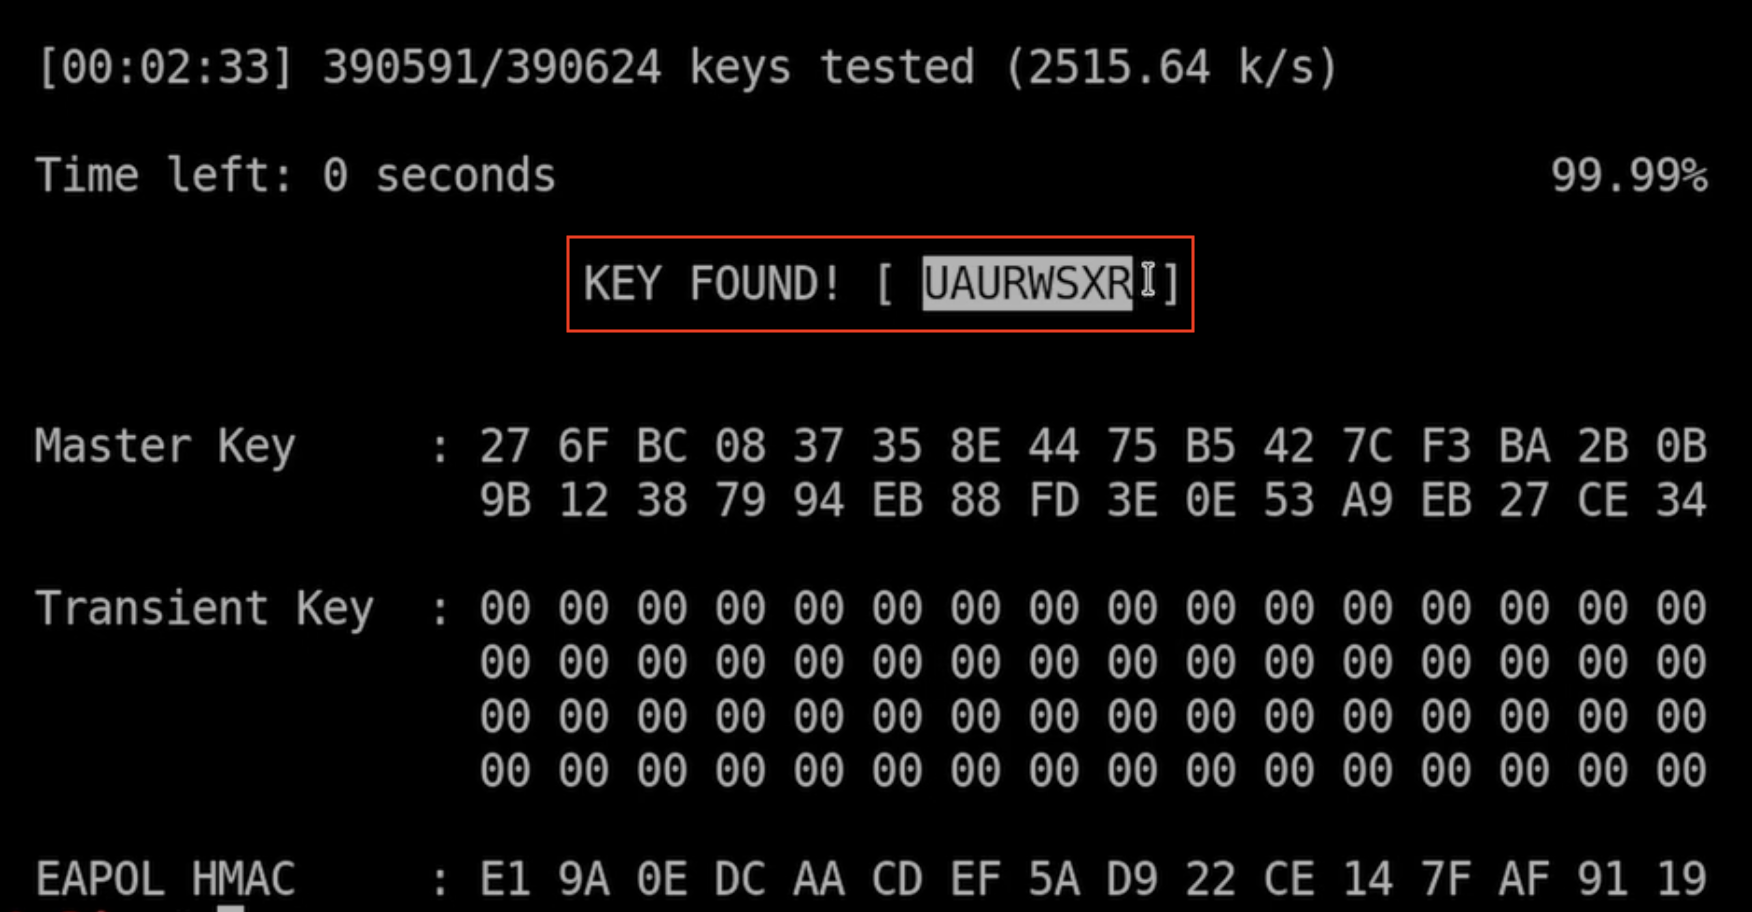 [00:02:33] 390591/390624 keys tested (2515.64 k/s)
Time left: 0 seconds 99.99%
KEY FOUND! [ UAURWSXR ]
Master Key : 27 6F BC 08 37 35 8E 44 75 B5 42 7C F3 BA 2B 0B
9B 12 38 79 94 EB 88 FD 3E 0E 53 A9 EB 27 CE 34
Transient Key : 00 00 00 00 00 00 00 00 00 00 00 00 00 00 00 00
00 00 00 00 00 00 00 00 00 00 00 00 00 00 00 00
00 00 00 00 00 00 00 00 00 00 00 00 00 00 00 00
00 00 00 00 00 00 00 00 00 00 00 00 00 00 00 00
EAPOL HMAC : E1 9A 0E DC AA CD EF 5A D9 22 CE 14 7F AF 91 19